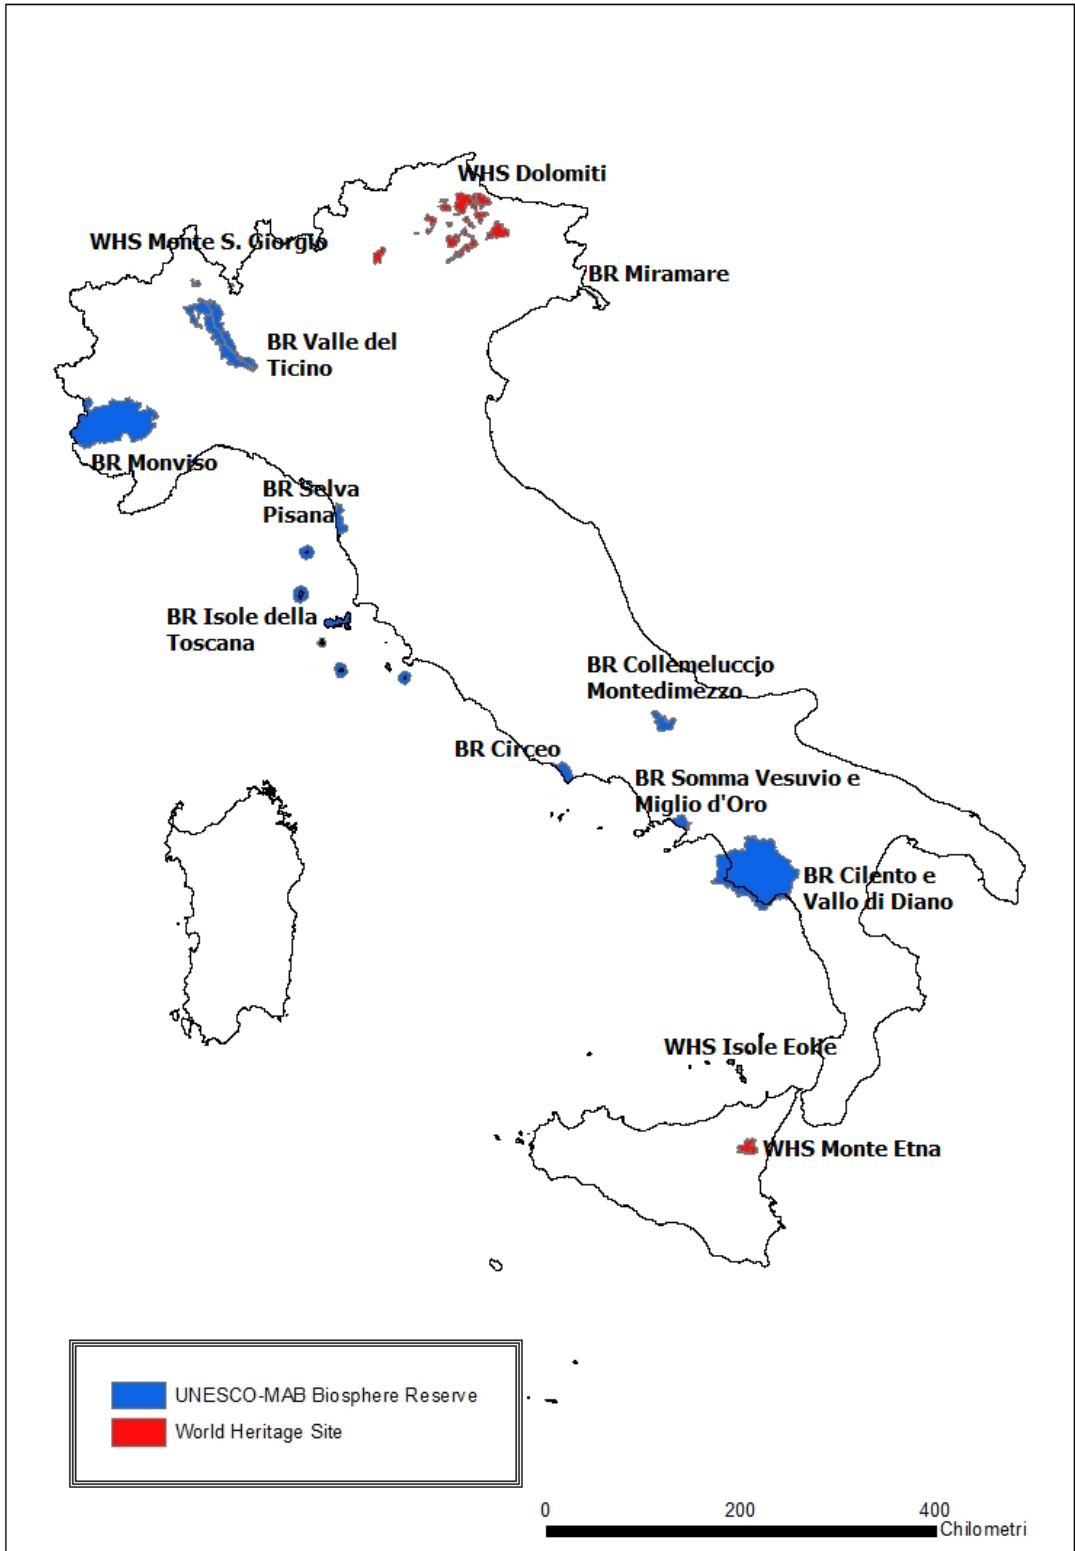 WHS Dolomiti
WHS Monte S. Giorgio
BR Miramare
BR Valle del
Ticino
BR Monviso
BR Selva
Pisana
BR Isole della
Toscana
BR Collemeluccio
Montedimezzo
BR Circeo
BR Somma Vesuvio e
Miglio d'Oro
BR Cilento e
Vallo di Diano
WHS Isole Eolie
WHS Monte Etna
UNESCO-MAB Biosphere Reserve
World Heritage Site
0 200 400
Chilometri